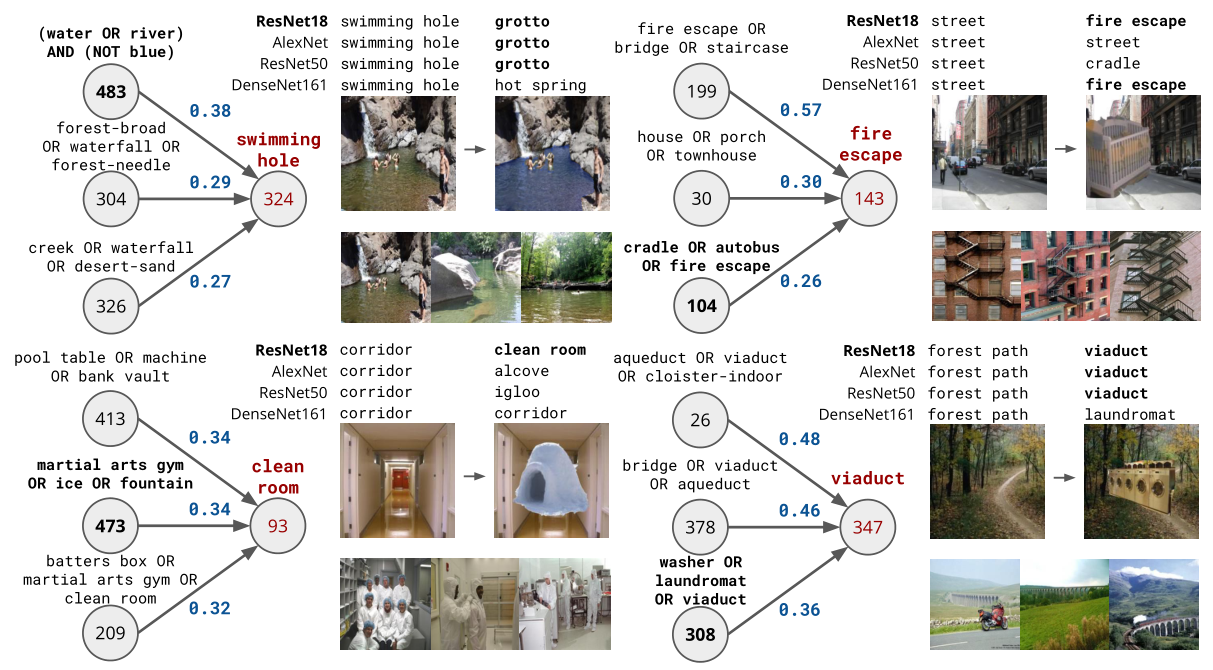 (water OR river)
AND (NOT blue)
483
0.38
forest-broad
OR waterfall OR
forest-needle
304
0.29
swimming
hole
324
creek OR waterfall
OR desert-sand
326
0.27
ResNet18 swimming hole grotto
AlexNet swimming hole grotto
ResNet50 swimming hole grotto
DenseNet161 swimming hole hot spring
fire escape OR
bridge OR staircase
199
0.57
house OR porch
OR townhouse
30
0.30
fire
escape
143
cradle OR autobus
OR fire escape
104
0.26
ResNet18 street fire escape
AlexNet street street
ResNet50 street cradle
DenseNet161 street fire escape
pool table OR machine
OR bank vault
413
0.34
martial arts gym
OR ice OR fountain
473
0.34
clean
room
93
batters box OR
martial arts gym OR
clean room
209
0.32
ResNet18 corridor clean room
AlexNet corridor alcove
ResNet50 corridor igloo
DenseNet161 corridor corridor
aqueduct OR viaduct
OR cloister-indoor
26
0.48
bridge OR viaduct
OR aqueduct
378
0.46
viaduct
347
washer OR
laundromat
OR viaduct
308
0.36
ResNet18 forest path viaduct
AlexNet forest path viaduct
ResNet50 forest path viaduct
DenseNet161 forest path laundromat